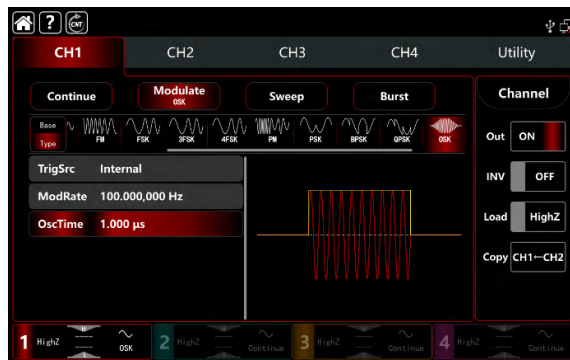 ? CNT
CH1 CH2 CH3 CH4 Utility
Continue Modulate OSK Sweep Burst Channel
Base Type FM FSK 3FSK 4FSK PM PSK BPSK QPSK OSK
Out ON
TrigSrc Internal
INV OFF
ModRate 100.000,000 Hz
OscTime 1.000 µs
Load HighZ
Copy CH1←CH2
1 HighZ OSK 2 HighZ Continue 3 HighZ Continue 4 HighZ Continue